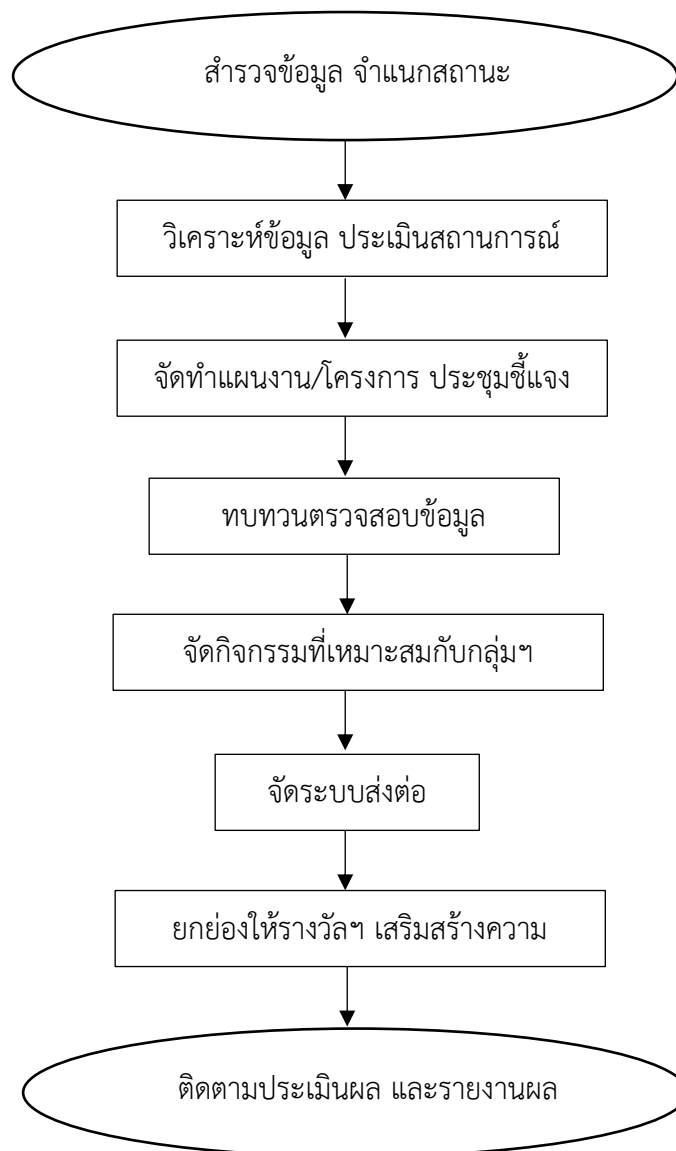 สำรวจข้อมูล จำแนกสถานะ
วิเคราะห์ข้อมูล ประเมินสถานการณ์
จัดทำแผนงาน/โครงการ ประชุมชี้แจง
ทบทวนตรวจสอบข้อมูล
จัดกิจกรรมที่เหมาะสมกับกลุ่มฯ
จัดระบบส่งต่อ
ยกย่องให้รางวัลฯ เสริมสร้างความ
ติดตามประเมินผล และรายงานผล